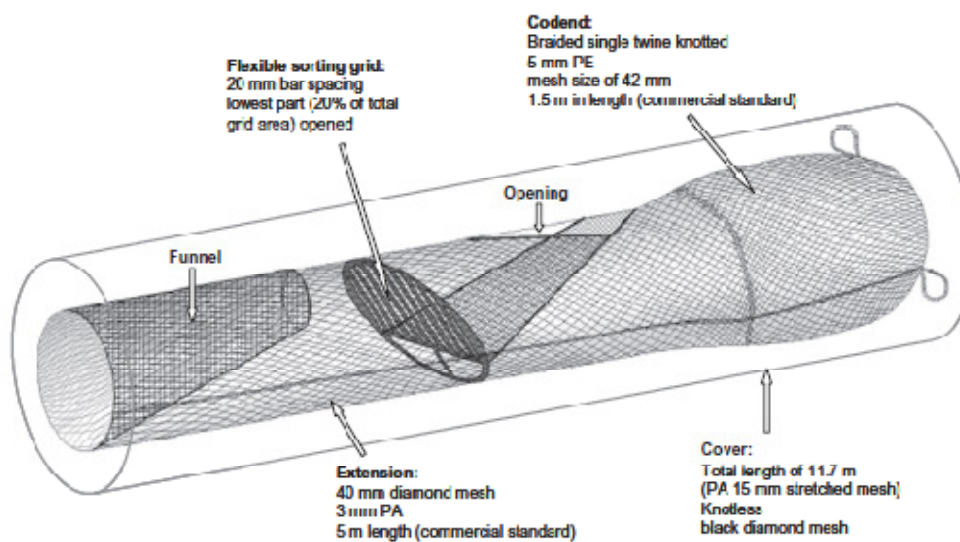 Codend:
Braided single twine knotted
5 mm PE
mesh size of 42 mm
1.5 m in length (commercial standard)
Flexible sorting grid:
20 mm bar spacing
lowest part (20% of total
grid area) opened
Opening
Funnel
Extension:
40 mm diamond mesh
3 mm PA
5 m length (commercial standard)
Cover:
Total length of 11.7 m
(PA 15 mm stretched mesh)
Knotless
black diamond mesh